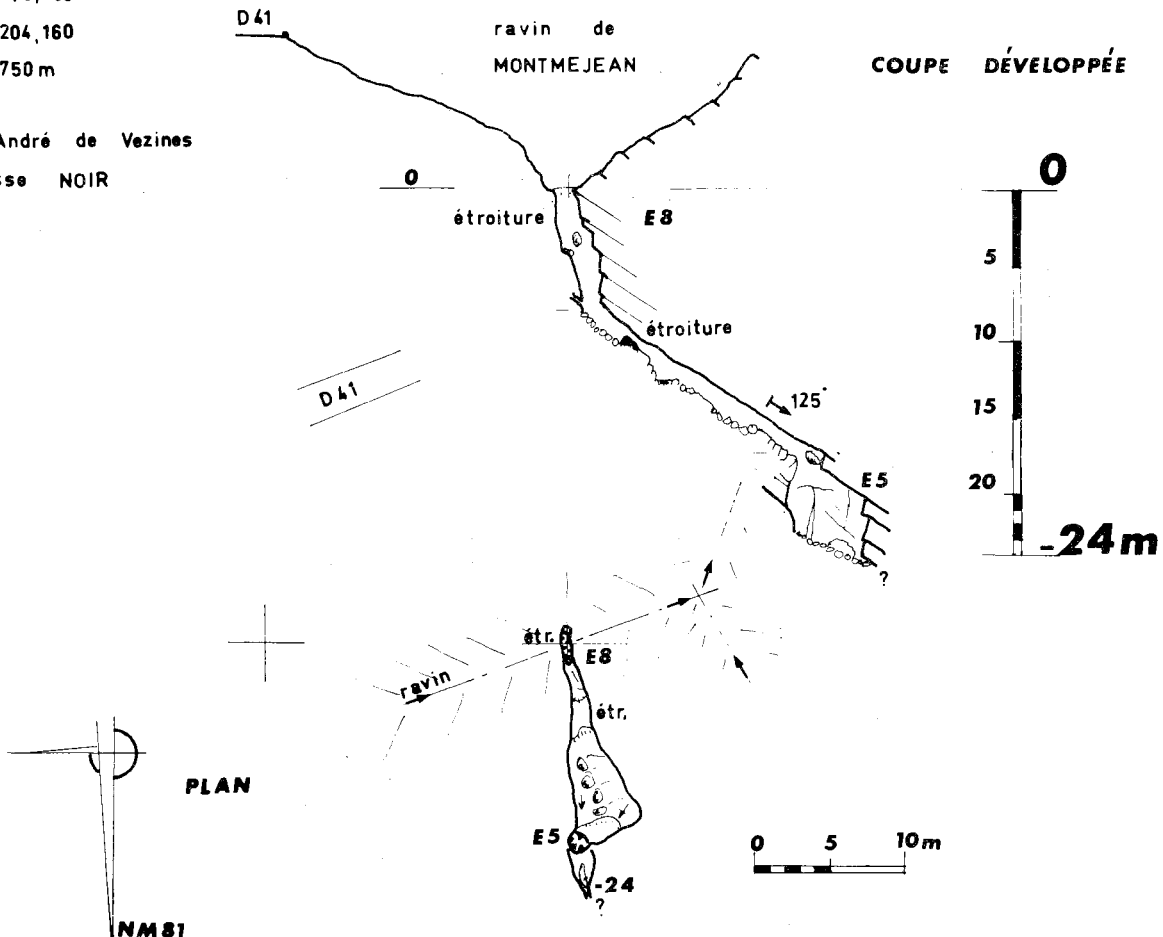 204,160
750 m
André de Vezines
NOIR
D41
ravin de
MONTMEJEAN
COUPE DÉVELOPPÉE
0
étroiture
E8
étroiture
D41
125°
E5
?
0
5
10
15
20
-24m
étr.
E8
ravin
étr.
E5
-24
?
PLAN
NM81
0 5 10m